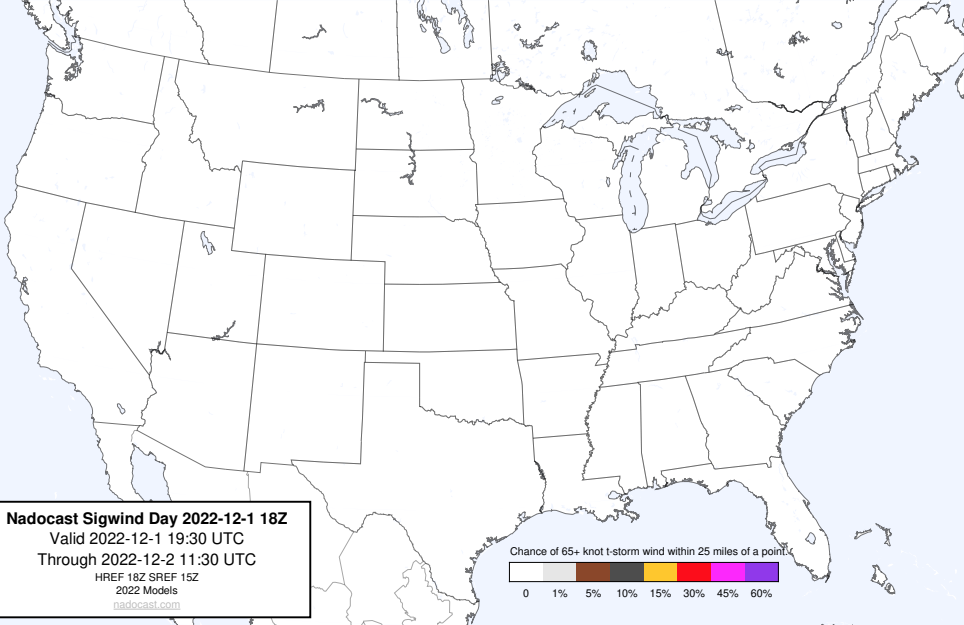 Nadocast Sigwind Day 2022-12-1 18Z
Valid 2022-12-1 19:30 UTC
Through 2022-12-2 11:30 UTC
HREF 18Z SREF 15Z
2022 Models
nadocast.com
Chance of 65+ knot t-storm wind within 25 miles of a point.
0 1% 5% 10% 15% 30% 45% 60%